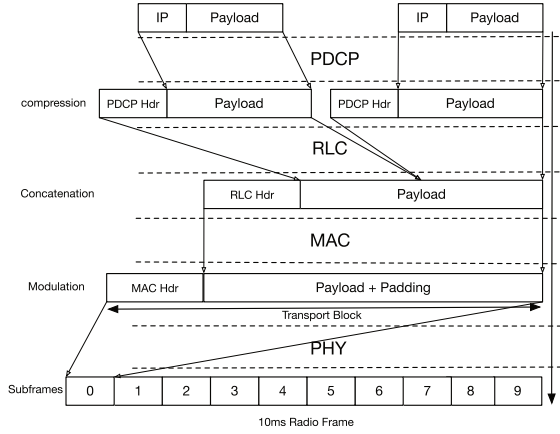 IP Payload IP Payload
PDCP
compression PDCP Hdr Payload PDCP Hdr Payload
RLC
Concatenation RLC Hdr Payload
MAC
Modulation MAC Hdr Payload + Padding
Transport Block
PHY
Subframes 0 1 2 3 4 5 6 7 8 9
10ms Radio Frame